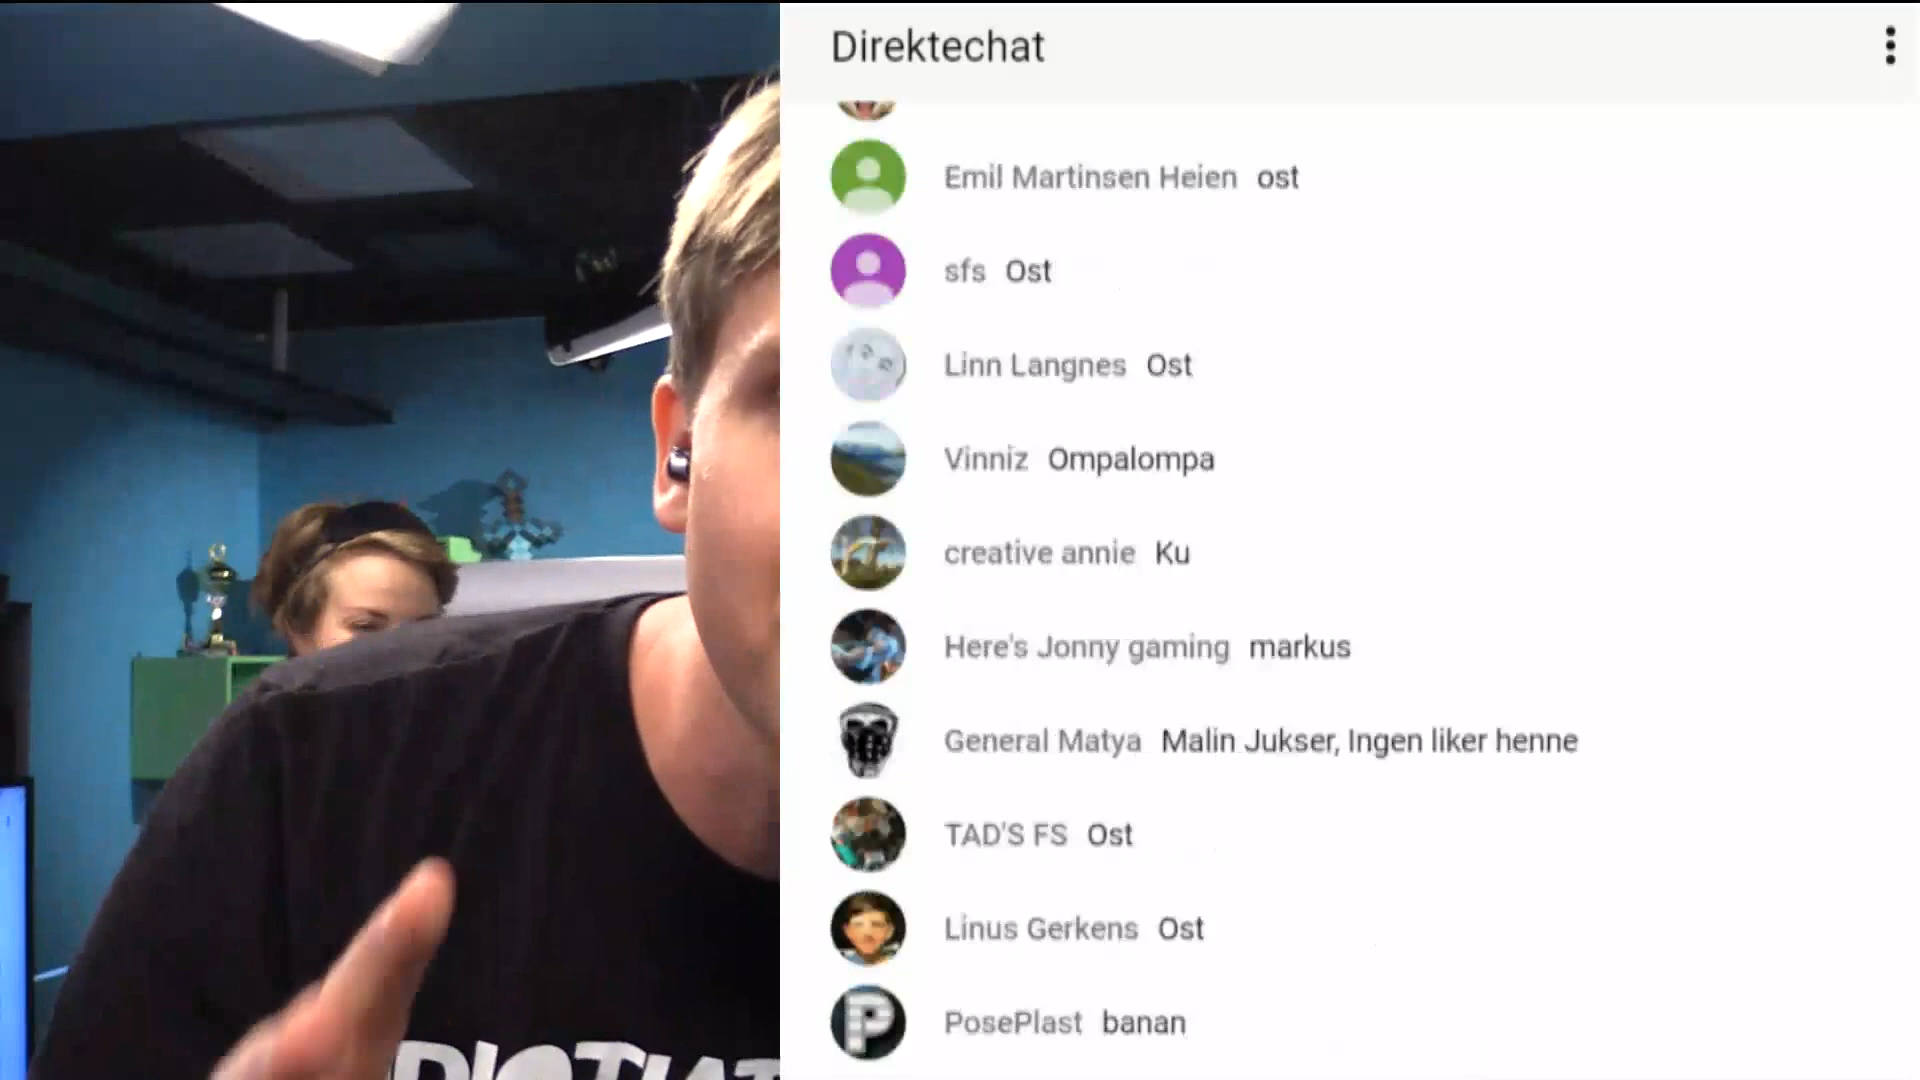 Direktechat
Emil Martinsen Heien ost
sfs Ost
Linn Langnes Ost
Vinniz Ompalompa
creative annie Ku
Here's Jonny gaming markus
General Matya Malin Jukser, Ingen liker henne
TAD'S FS Ost
Linus Gerkens Ost
PosePlast banan